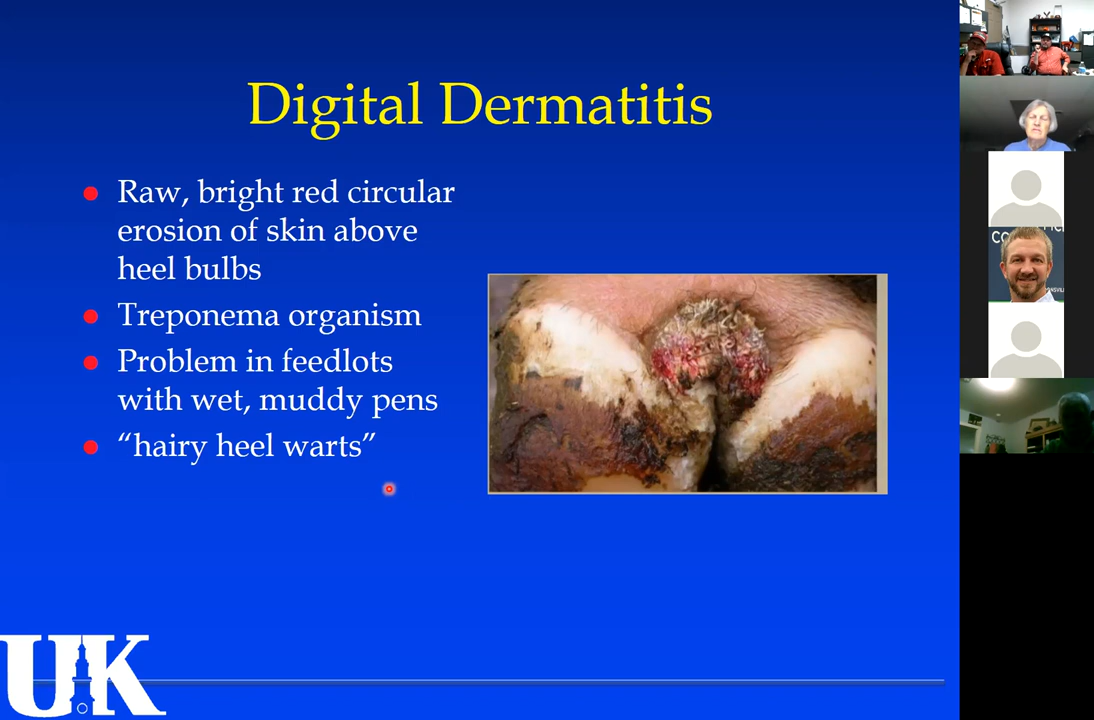 Digital Dermatitis
Raw, bright red circular
erosion of skin above
heel bulbs
Treponema organism
Problem in feedlots
with wet, muddy pens
“hairy heel warts”
UK